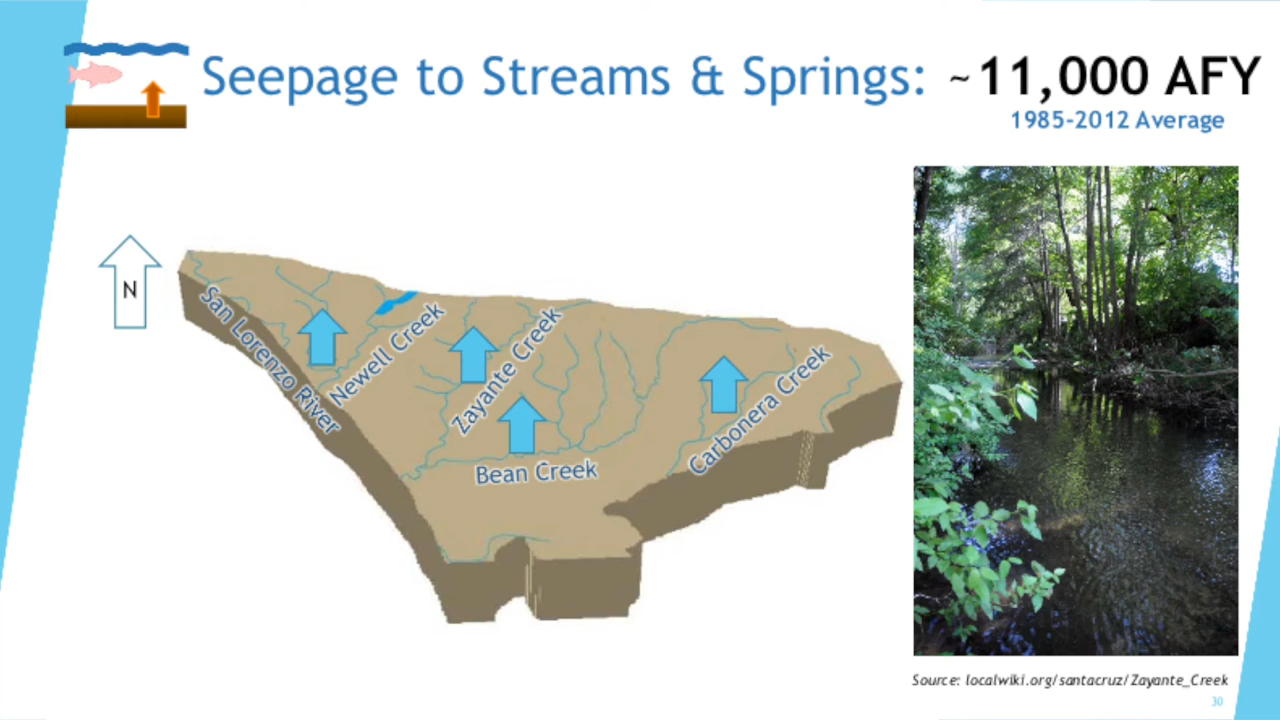 Seepage to Streams & Springs: ~11,000 AFY
1985-2012 Average
N
San Lorenzo River
Newell Creek
Zayante Creek
Bean Creek
Carbonera Creek
Source: localwiki.org/santacruz/Zayante_Creek
30